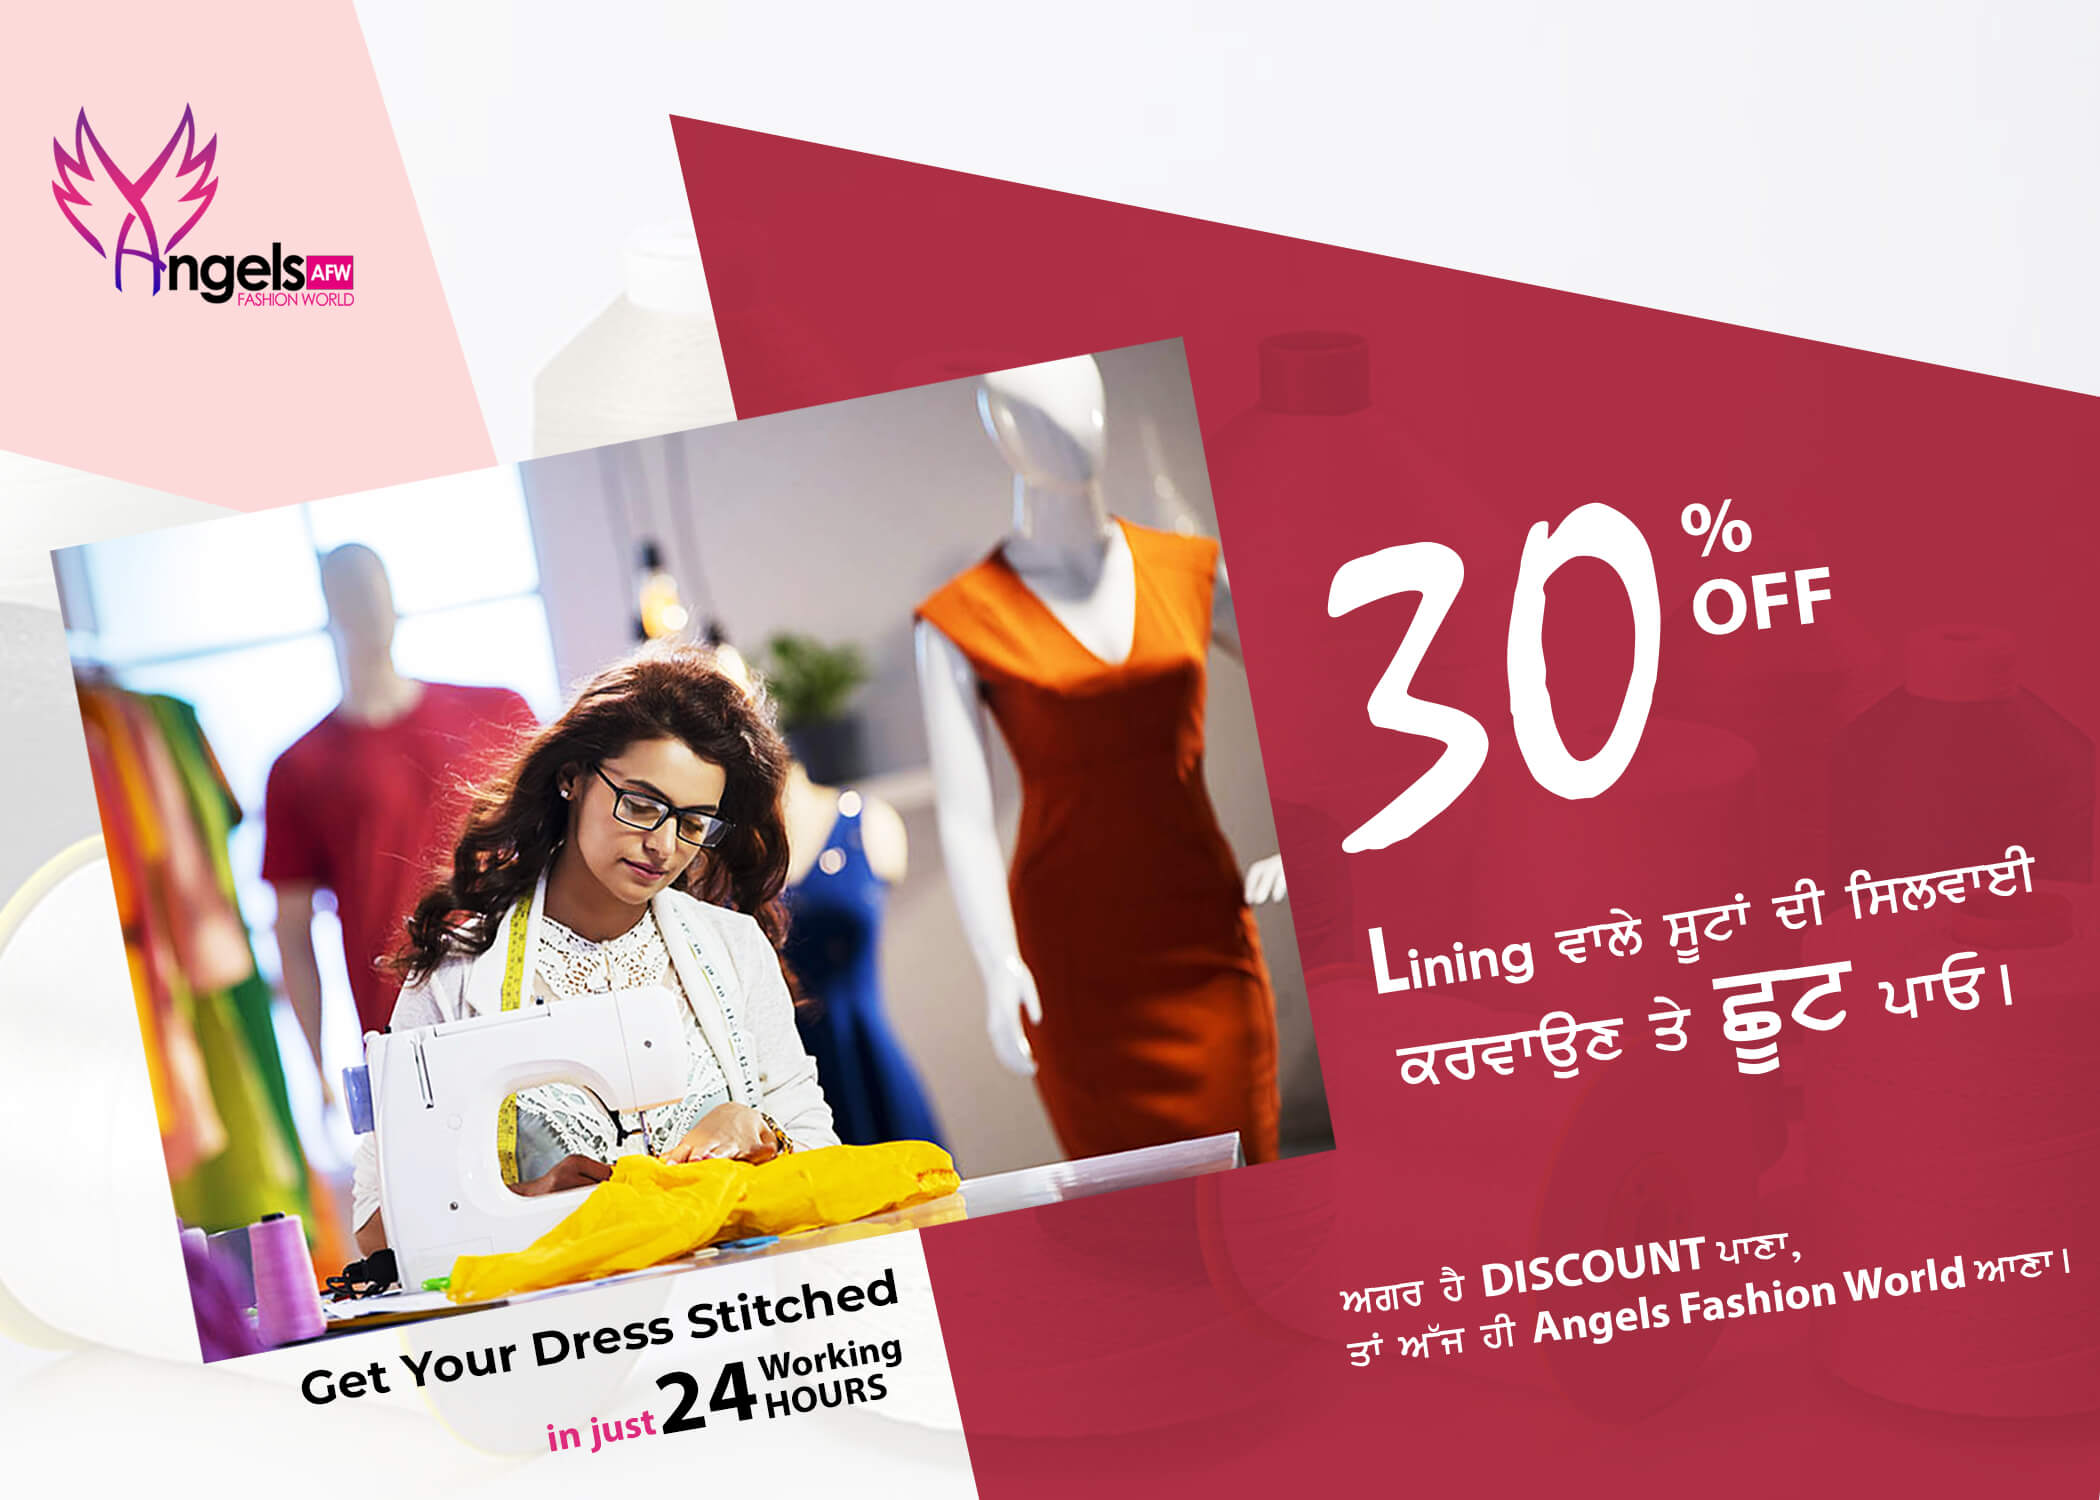 Angels AFW
FASHION WORLD
30 %
OFF
Lining ਵਾਲੇ ਸੂਟਾਂ ਦੀ ਸਿਲਵਾਈ
ਕਰਵਾਉਣ ਤੇ ਛੂਟ ਪਾਓ।
ਅਗਰ ਹੈ DISCOUNT ਪਾਣਾ,
ਤਾਂ ਅੱਜ ਹੀ Angels Fashion World ਆਣਾ।
Get Your Dress Stitched
in just 24 Working
HOURS